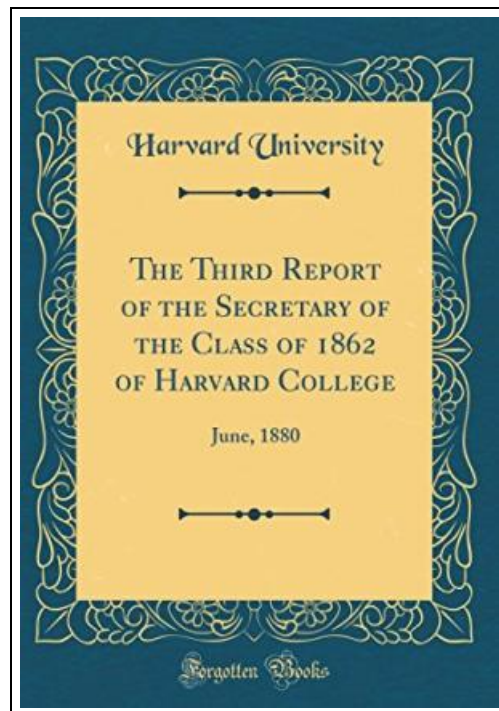 Harvard University
The Third Report
of the Secretary of
the Class of 1862
of Harvard College
June, 1880
Forgotten Books